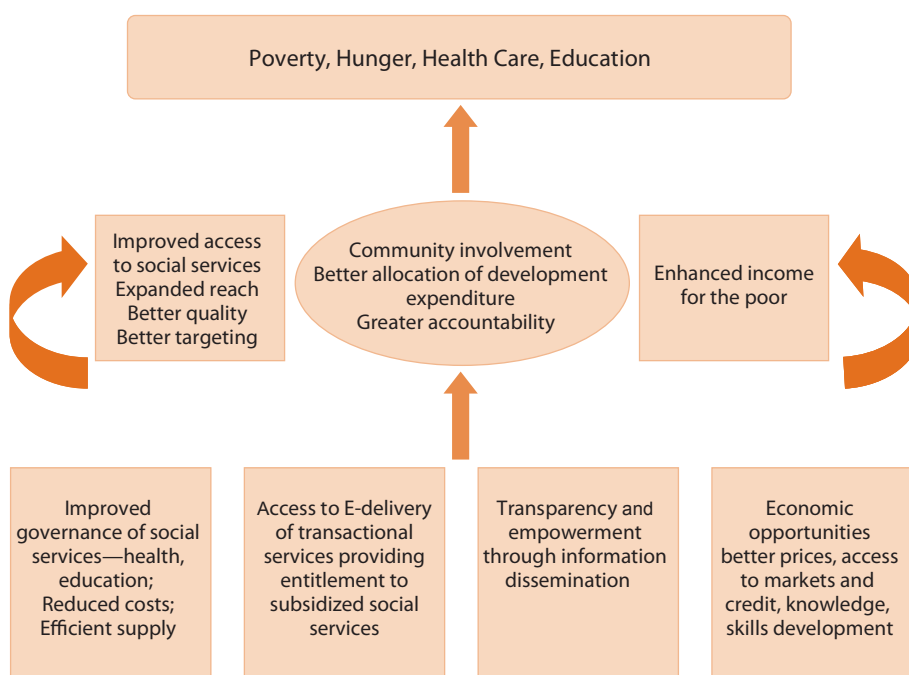 Poverty, Hunger, Health Care, Education
Improved access
to social services
Expanded reach
Better quality
Better targeting
Community involvement
Better allocation of development
expenditure
Greater accountability
Enhanced income
for the poor
Improved
governance of social
services—health,
education;
Reduced costs;
Efficient supply
Access to E-delivery
of transactional
services providing
entitlement to
subsidized social
services
Transparency and
empowerment
through information
dissemination
Economic
opportunities
better prices, access
to markets and
credit, knowledge,
skills development